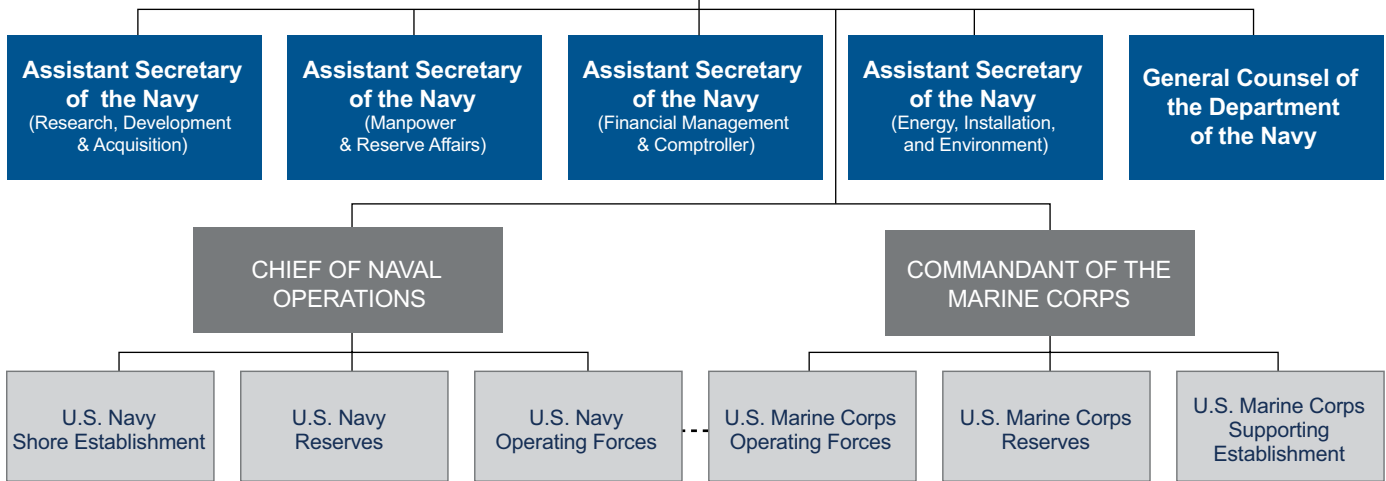 Assistant Secretary
of the Navy
(Research, Development
& Acquisition)
Assistant Secretary
of the Navy
(Manpower
& Reserve Affairs)
Assistant Secretary
of the Navy
(Financial Management
& Comptroller)
Assistant Secretary
of the Navy
(Energy, Installation,
and Environment)
General Counsel of
the Department
of the Navy
CHIEF OF NAVAL
OPERATIONS
COMMANDANT OF THE
MARINE CORPS
U.S. Navy
Shore Establishment
U.S. Navy
Reserves
U.S. Navy
Operating Forces
U.S. Marine Corps
Operating Forces
U.S. Marine Corps
Reserves
U.S. Marine Corps
Supporting
Establishment